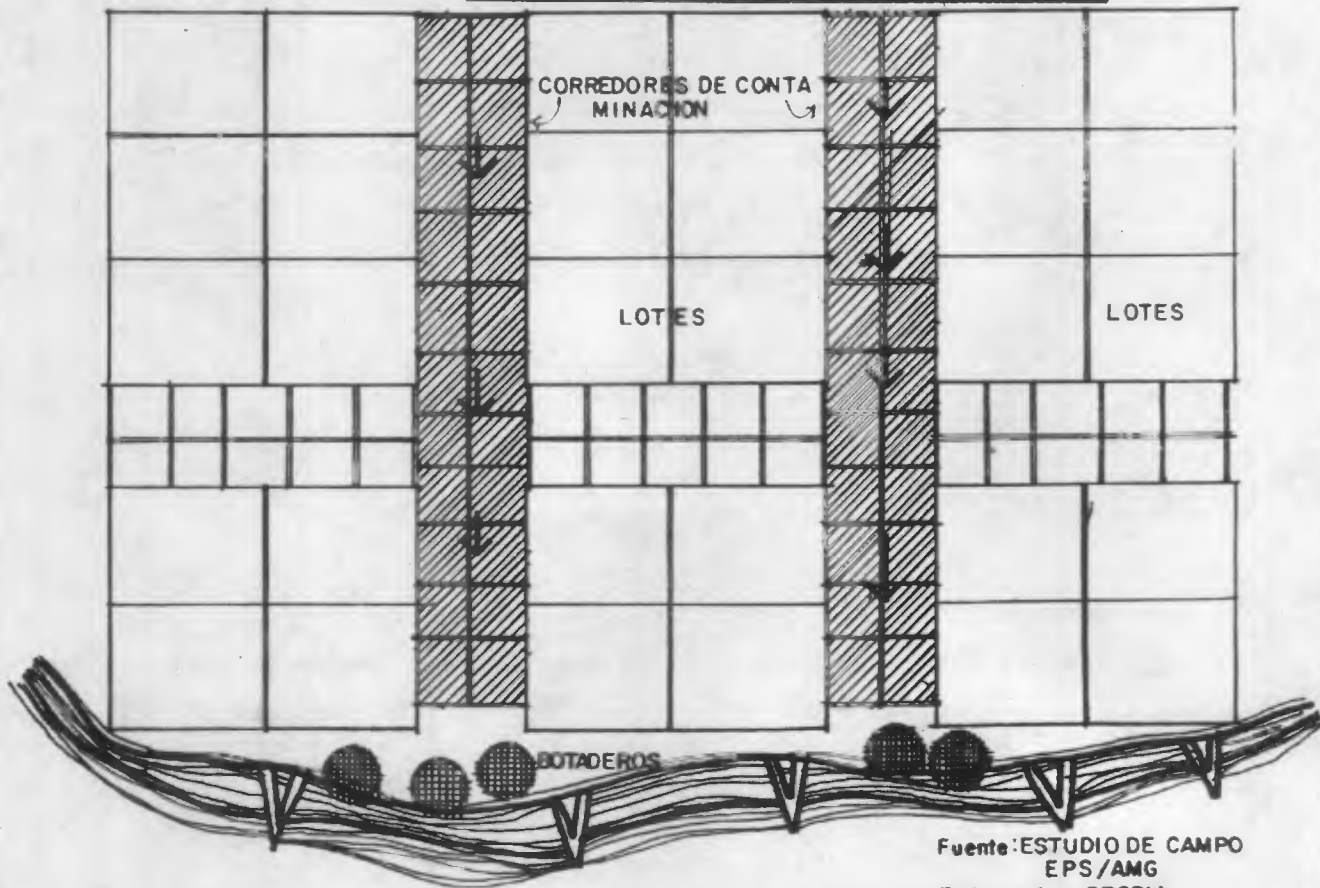 CORREDORES DE CONTA
MINACION
LOTES
LOTES
BOTADEROS
Fuente: ESTUDIO DE CAMPO
EPS/AMG